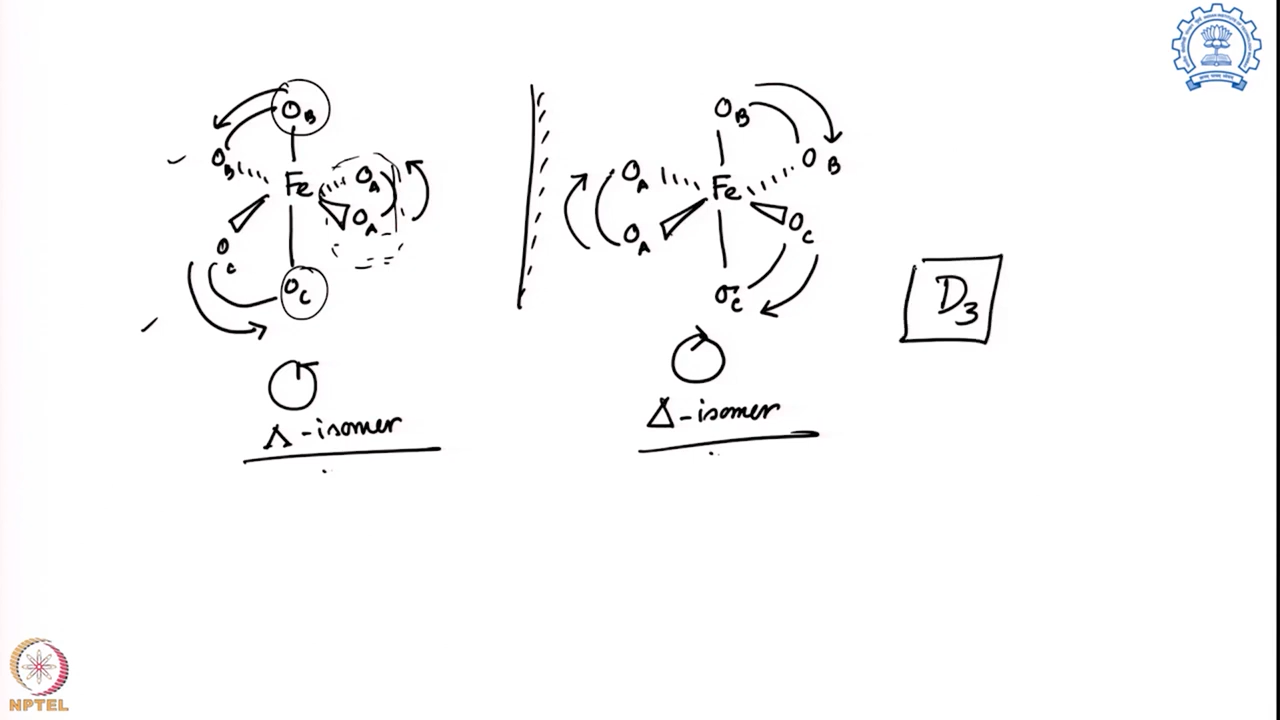 O_B O_B
O_B O_A O_A O_B
Fe Fe
O_A O_A O_C
O_C
O_C O_C
D_3
Λ-isomer Δ-isomer
NPTEL